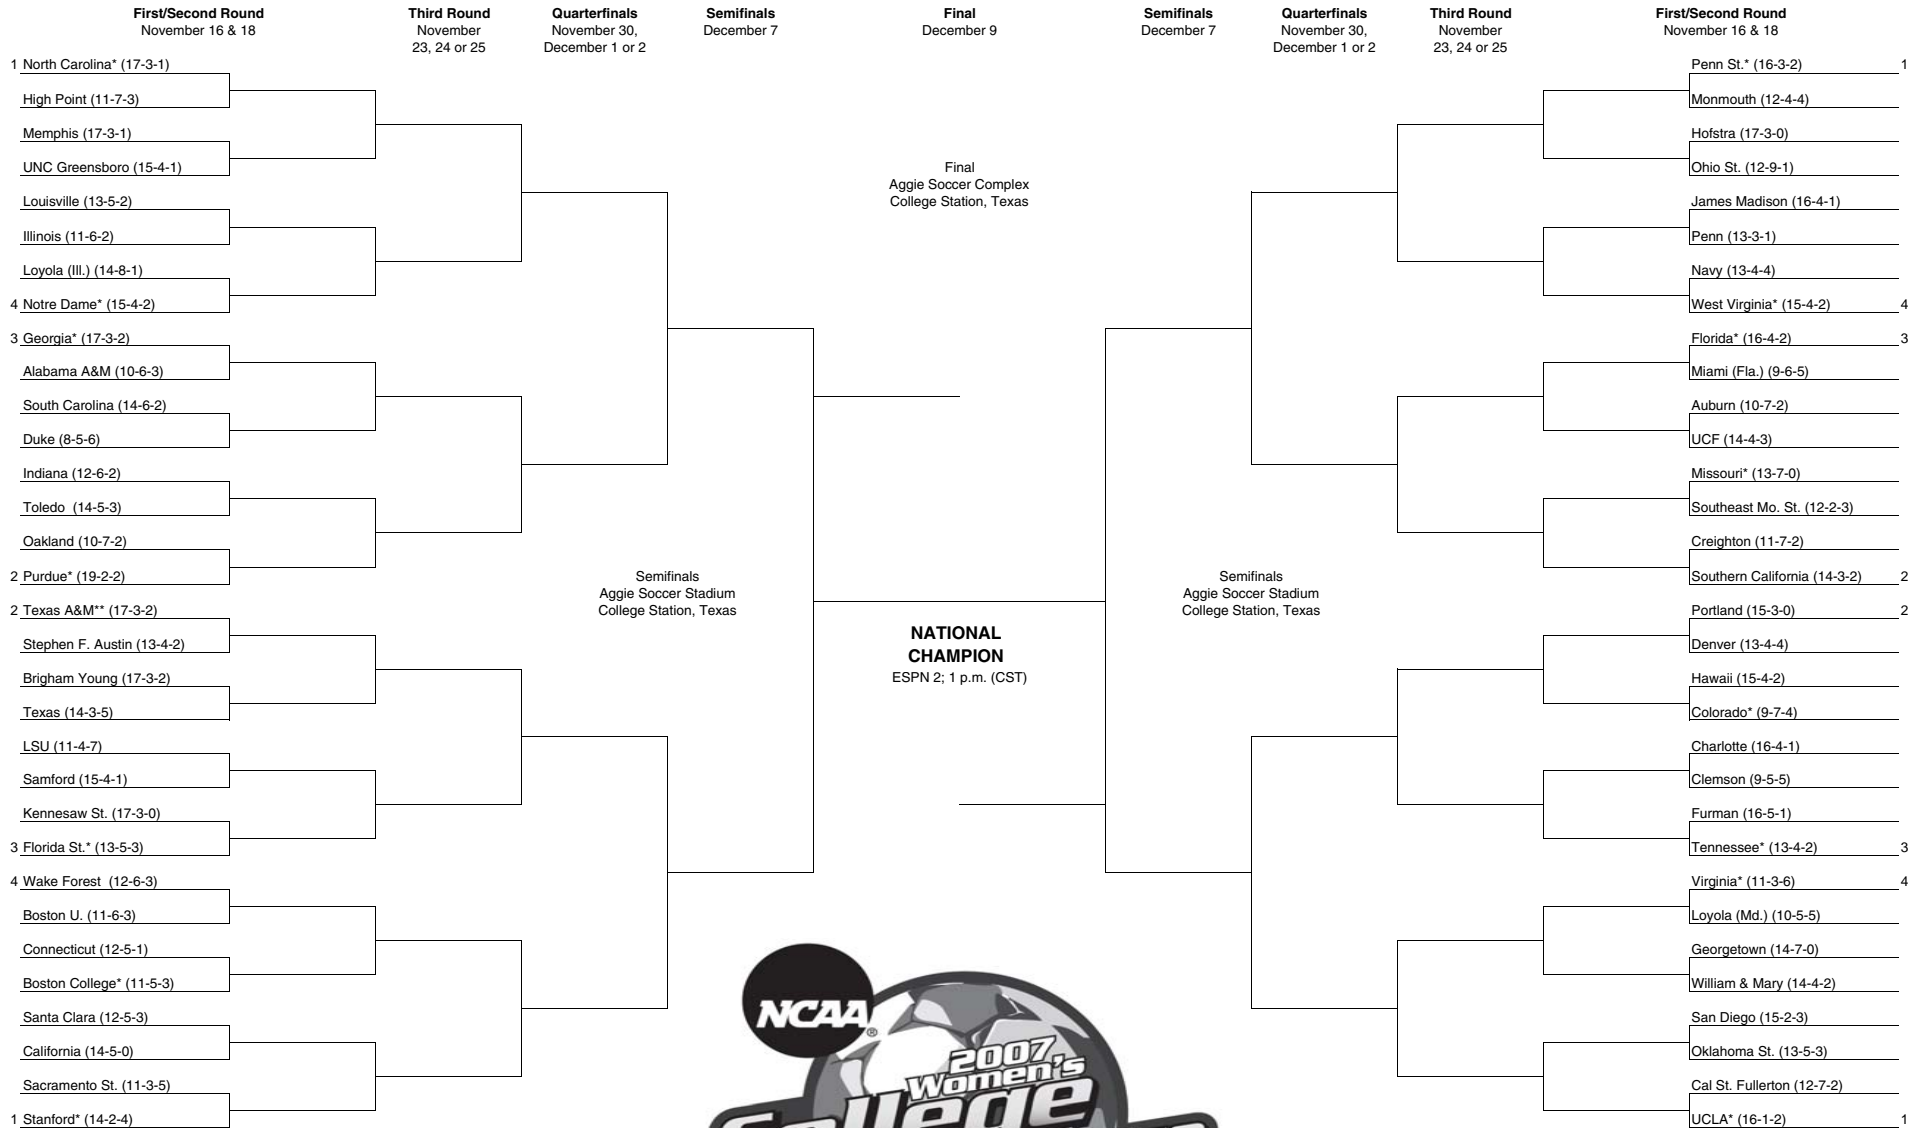 First/Second Round
November 16 & 18
Third Round
November
23, 24 or 25
Quarterfinals
November 30,
December 1 or 2
Semifinals
December 7
Final
December 9
Semifinals
December 7
Quarterfinals
November 30,
December 1 or 2
Third Round
November
23, 24 or 25
First/Second Round
November 16 & 18
1 North Carolina* (17-3-1)
High Point (11-7-3)
Memphis (17-3-1)
UNC Greensboro (15-4-1)
Louisville (13-5-2)
Illinois (11-6-2)
Loyola (Ill.) (14-8-1)
4 Notre Dame* (15-4-2)
3 Georgia* (17-3-2)
Alabama A&M (10-6-3)
South Carolina (14-6-2)
Duke (8-5-6)
Indiana (12-6-2)
Toledo (14-5-3)
Oakland (10-7-2)
2 Purdue* (19-2-2)
2 Texas A&M** (17-3-2)
Stephen F. Austin (13-4-2)
Brigham Young (17-3-2)
Texas (14-3-5)
LSU (11-4-7)
Samford (15-4-1)
Kennesaw St. (17-3-0)
3 Florida St.* (13-5-3)
4 Wake Forest (12-6-3)
Boston U. (11-6-3)
Connecticut (12-5-1)
Boston College* (11-5-3)
Santa Clara (12-5-3)
California (14-5-0)
Sacramento St. (11-3-5)
1 Stanford* (14-2-4)
Final
Aggie Soccer Complex
College Station, Texas
Semifinals
Aggie Soccer Stadium
College Station, Texas
NATIONAL
CHAMPION
ESPN 2; 1 p.m. (CST)
Semifinals
Aggie Soccer Stadium
College Station, Texas
Penn St.* (16-3-2) 1
Monmouth (12-4-4)
Hofstra (17-3-0)
Ohio St. (12-9-1)
James Madison (16-4-1)
Penn (13-3-1)
Navy (13-4-4)
West Virginia* (15-4-2) 4
Florida* (16-4-2) 3
Miami (Fla.) (9-6-5)
Auburn (10-7-2)
UCF (14-4-3)
Missouri* (13-7-0)
Southeast Mo. St. (12-2-3)
Creighton (11-7-2)
Southern California (14-3-2) 2
Portland (15-3-0) 2
Denver (13-4-4)
Hawaii (15-4-2)
Colorado* (9-7-4)
Charlotte (16-4-1)
Clemson (9-5-5)
Furman (16-5-1)
Tennessee* (13-4-2) 3
Virginia* (11-3-6) 4
Loyola (Md.) (10-5-5)
Georgetown (14-7-0)
William & Mary (14-4-2)
San Diego (15-2-3)
Oklahoma St. (13-5-3)
Cal St. Fullerton (12-7-2)
UCLA* (16-1-2) 1
NCAA®
2007
Women's
College